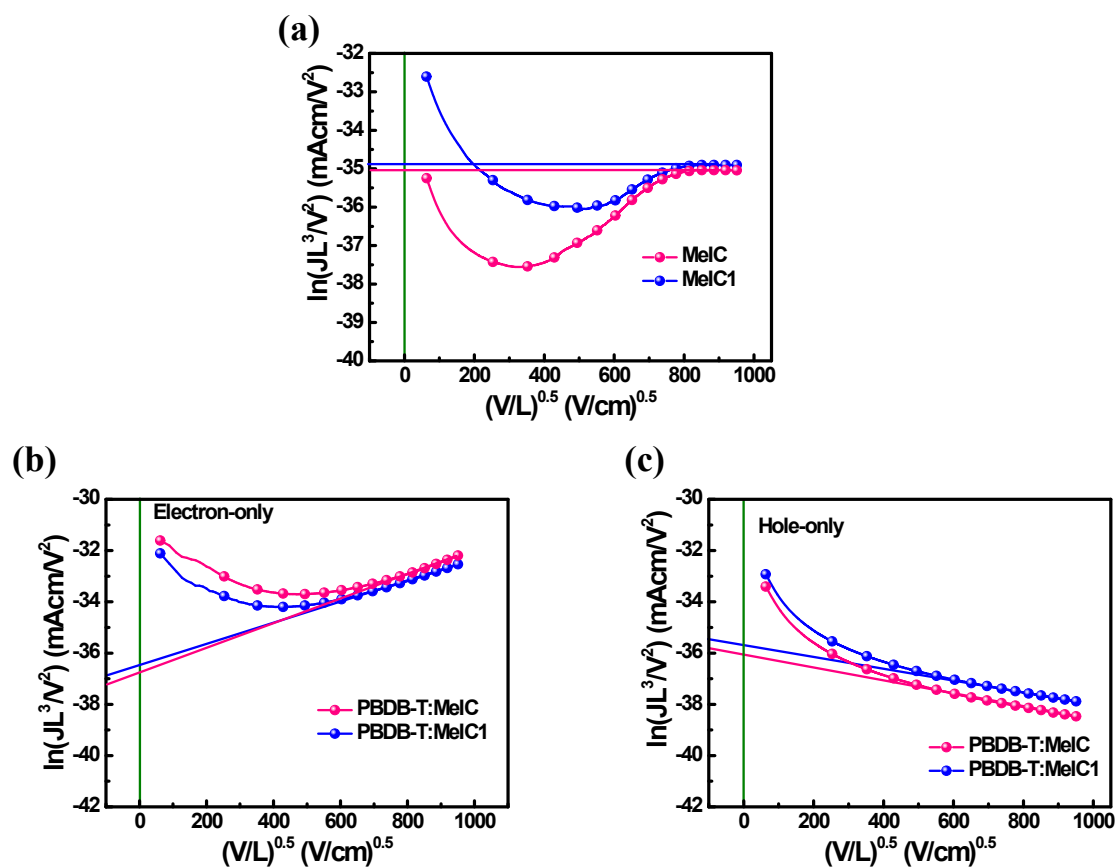 (a)
ln(JL³/V²) (mAcm/V²)
-32
-33
-34
-35
-36
-37
-38
-39
-40
MeIC
MeIC1
0 200 400 600 800 1000
(V/L)^0.5 (V/cm)^0.5
(b)
ln(JL³/V²) (mAcm/V²)
-30
-32
-34
-36
-38
-40
-42
Electron-only
PBDB-T:MeIC
PBDB-T:MeIC1
0 200 400 600 800 1000
(V/L)^0.5 (V/cm)^0.5
(c)
ln(JL³/V²) (mAcm/V²)
-30
-32
-34
-36
-38
-40
-42
Hole-only
PBDB-T:MeIC
PBDB-T:MeIC1
0 200 400 600 800 1000
(V/L)^0.5 (V/cm)^0.5